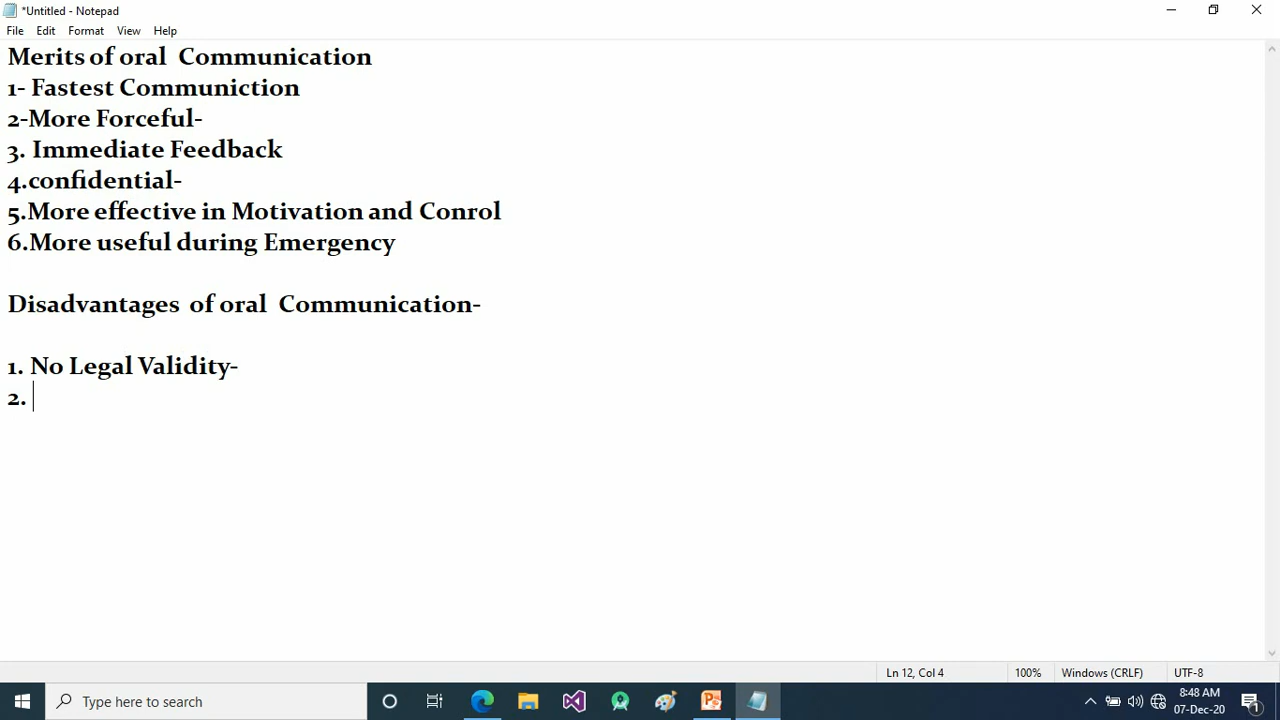 *Untitled - Notepad
File Edit Format View Help
Merits of oral  Communication
1- Fastest Communiction
2-More Forceful-
3. Immediate Feedback
4.confidential-
5.More effective in Motivation and Conrol
6.More useful during Emergency
Disadvantages  of oral  Communication-
1. No Legal Validity-
2.
Ln 12, Col 4 100% Windows (CRLF) UTF-8
Type here to search
8:48 AM
07-Dec-20
1